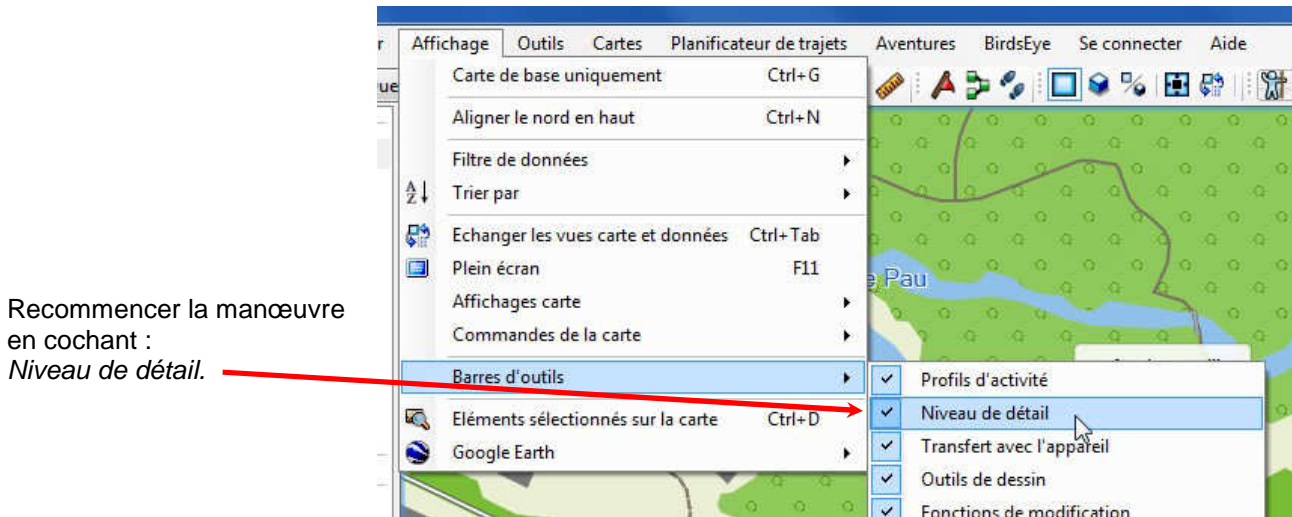 r Affichage Outils Cartes Planificateur de trajets Aventures BirdsEye Se connecter Aide
ue
Carte de base uniquement Ctrl+G
Aligner le nord en haut Ctrl+N
Filtre de données
Trier par
Echanger les vues carte et données Ctrl+Tab
Plein écran F11
Affichages carte
Commandes de la carte
Barres d'outils
Eléments sélectionnés sur la carte Ctrl+D
Google Earth
Pau
Profils d'activité
Niveau de détail
Transfert avec l'appareil
Outils de dessin
Fonctions de modification
Recommencer la manœuvre
en cochant :
Niveau de détail.